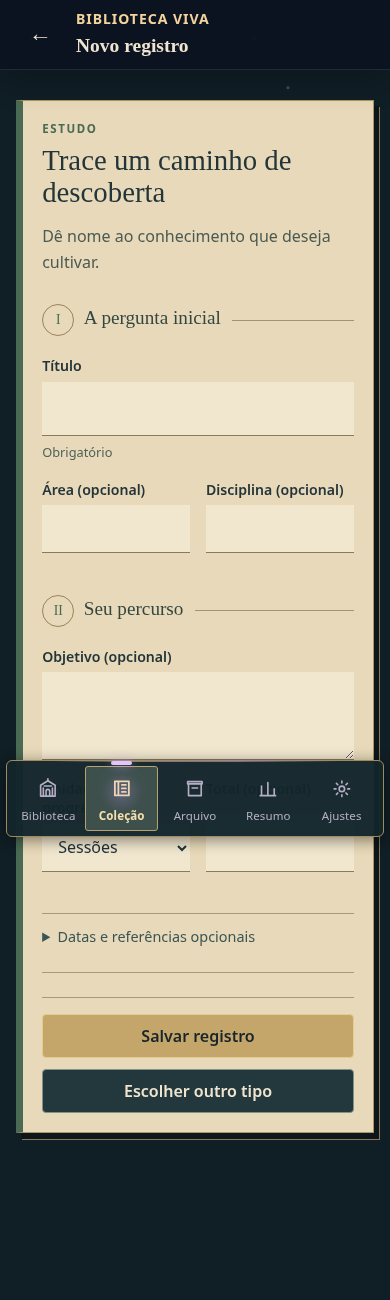 BIBLIOTECA VIVA
←
Novo registro
ESTUDO
Trace um caminho de
descoberta
Dê nome ao conhecimento que deseja
cultivar.
I A pergunta inicial
Título
Obrigatório
Área (opcional) Disciplina (opcional)
II Seu percurso
Objetivo (opcional)
Total (opcional)
Biblioteca Coleção Arquivo Resumo Ajustes
Sessões
Datas e referências opcionais
Salvar registro
Escolher outro tipo